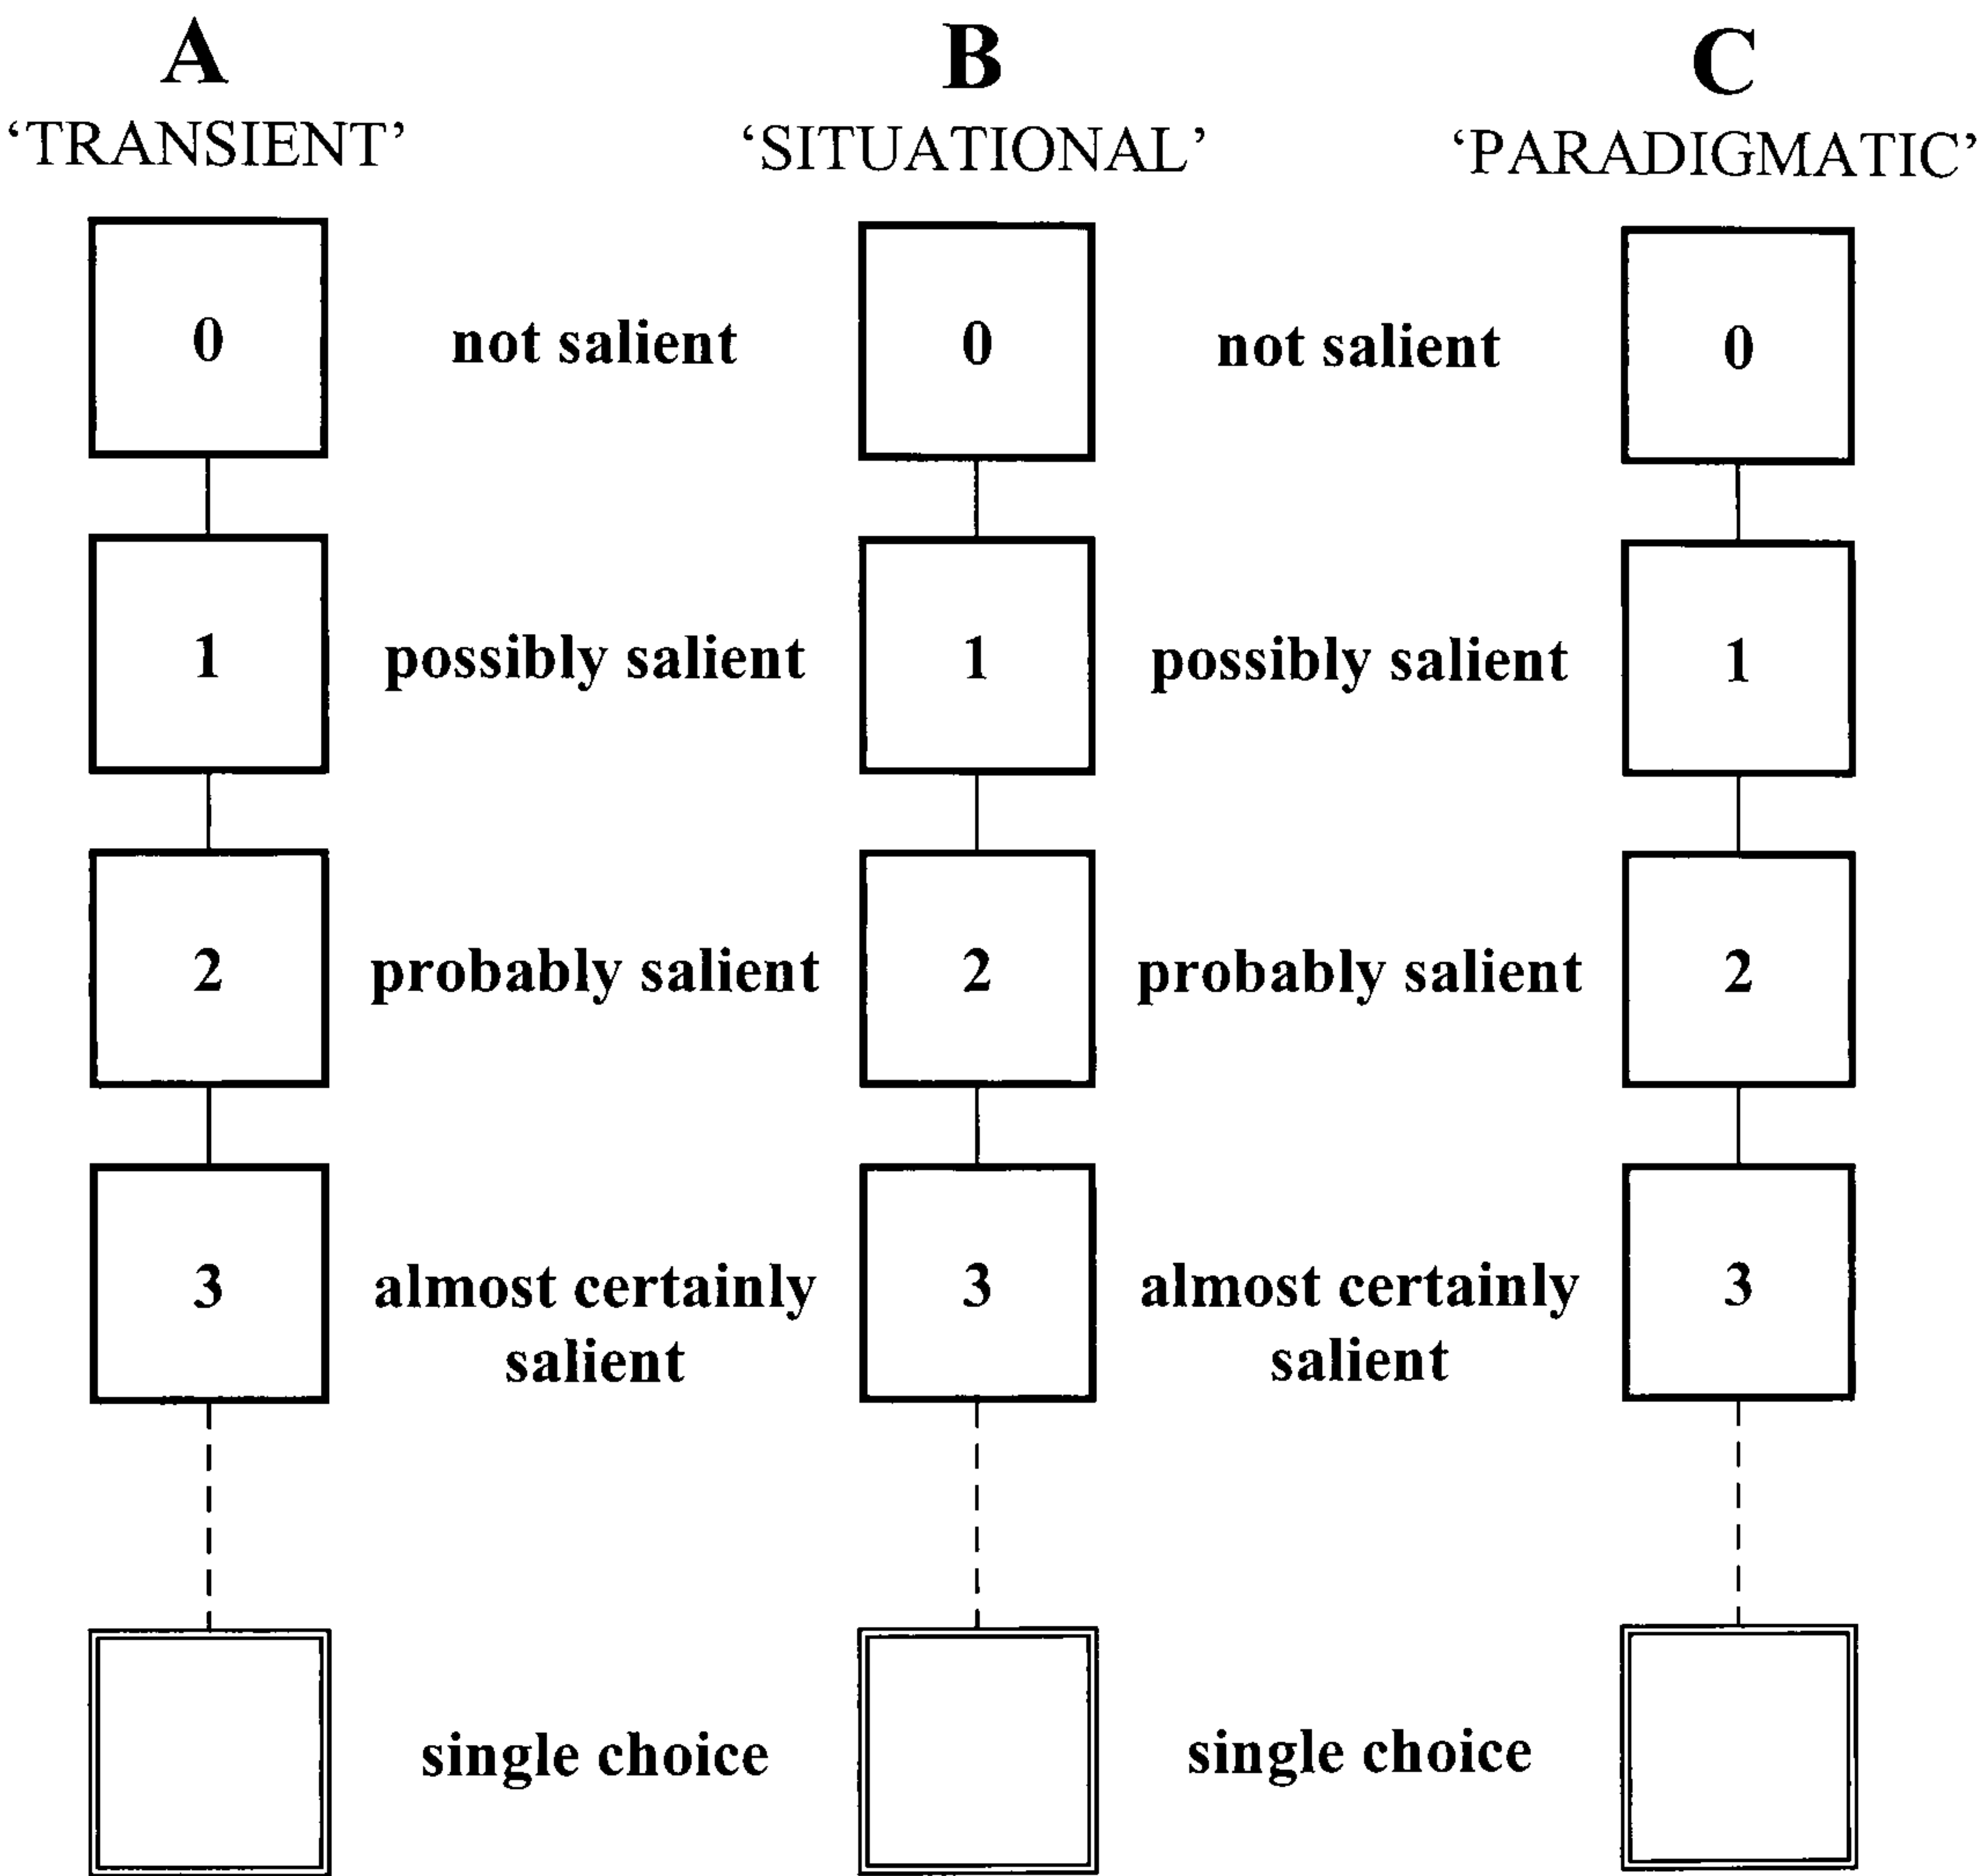 A B C
‘TRANSIENT’ ‘SITUATIONAL’ ‘PARADIGMATIC’
0 not salient 0 not salient 0
1 possibly salient 1 possibly salient 1
2 probably salient 2 probably salient 2
3 almost certainly 3 almost certainly 3
salient salient
single choice single choice